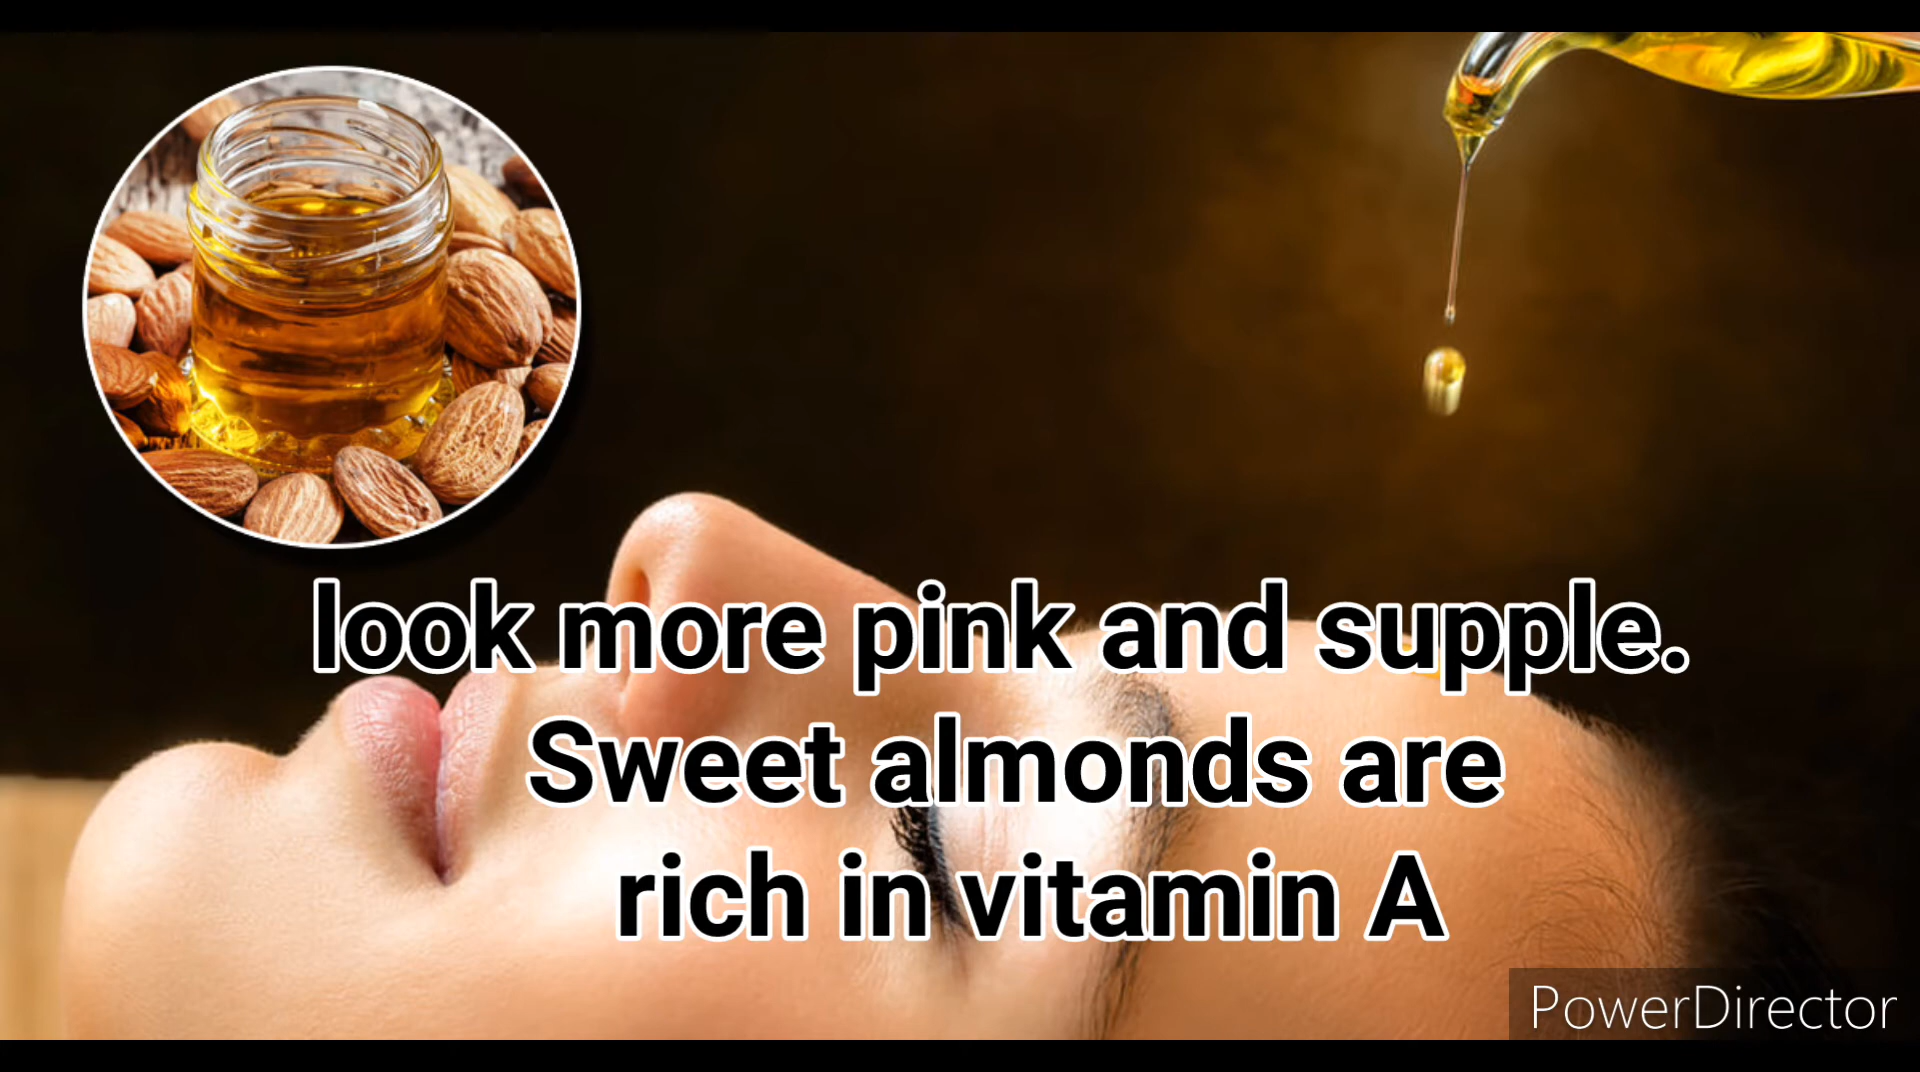 look more pink and supple.
Sweet almonds are
rich in vitamin A
PowerDirector